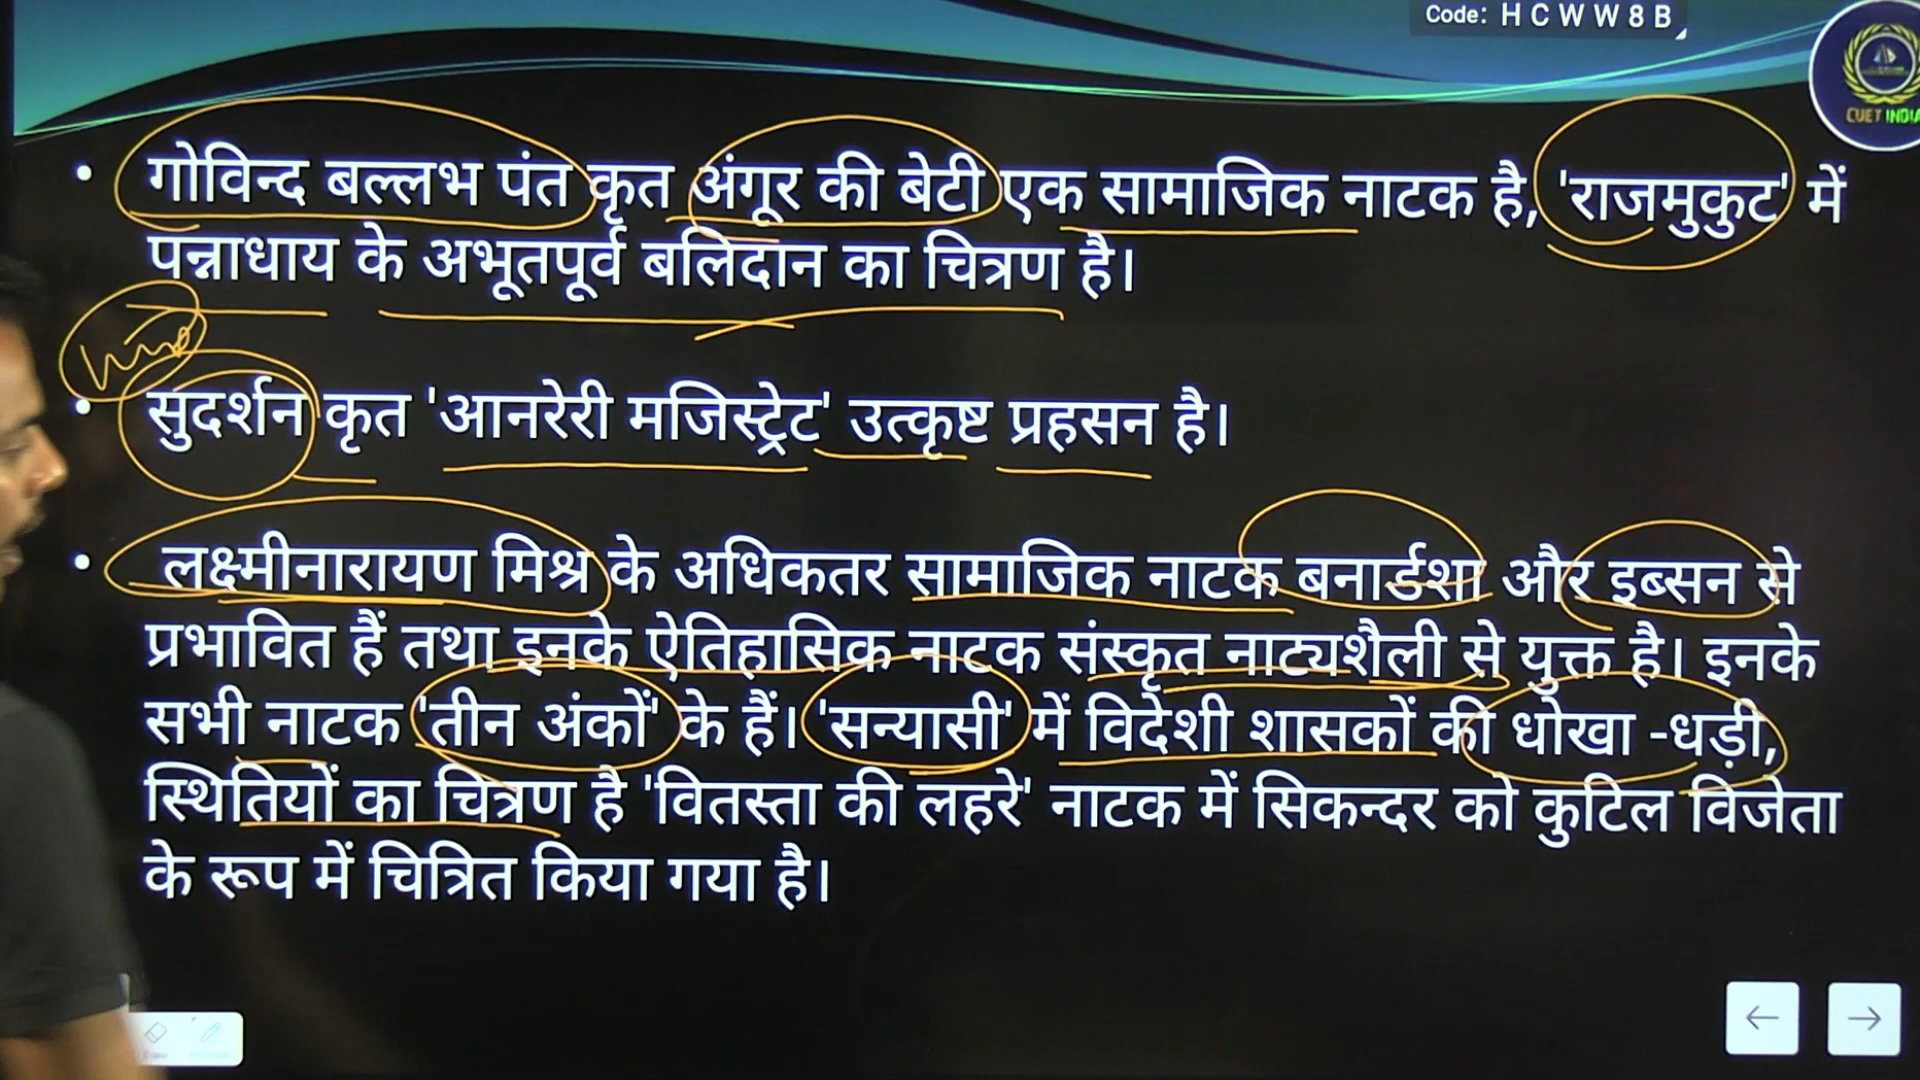 Code: H C W W 8 B
CUET INDIA
• गोविन्द बल्लभ पंत कृत अंगूर की बेटी एक सामाजिक नाटक है, 'राजमुकुट' में
पन्नाधाय के अभूतपूर्व बलिदान का चित्रण है।
• सुदर्शन कृत 'आनरेरी मजिस्ट्रेट' उत्कृष्ट प्रहसन है।
• लक्ष्मीनारायण मिश्र के अधिकतर सामाजिक नाटक बनार्डशा और इब्सन से
प्रभावित हैं तथा इनके ऐतिहासिक नाटक संस्कृत नाट्यशैली से युक्त है। इनके
सभी नाटक 'तीन अंकों' के हैं। 'सन्यासी' में विदेशी शासकों की धोखा -धड़ी,
स्थितियों का चित्रण है 'वितस्ता की लहरे' नाटक में सिकन्दर को कुटिल विजेता
के रूप में चित्रित किया गया है।